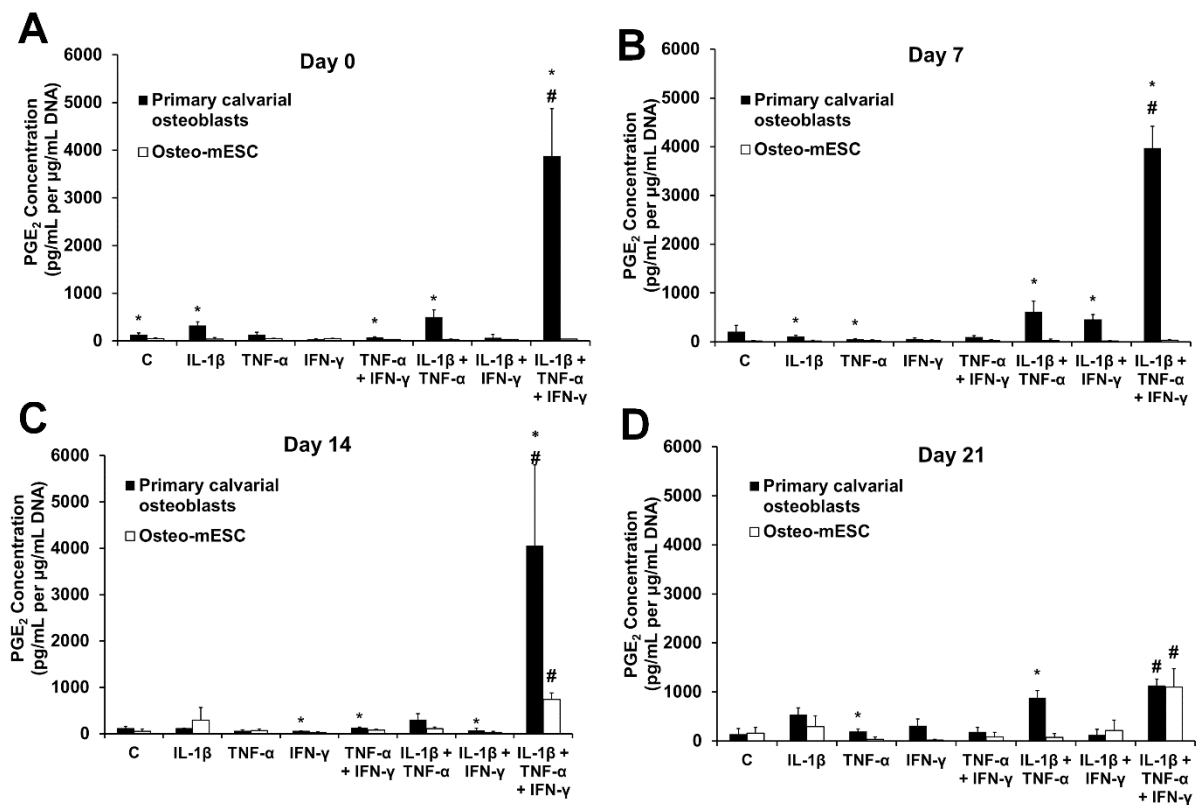 A
Day 0
PGE₂ Concentration
(pg/mL per µg/mL DNA)
6000
5000
4000
3000
2000
1000
0
Primary calvarial
osteoblasts
Osteo-mESC
*
*
*
*
*
#
C
IL-1β
TNF-α
IFN-γ
TNF-α
+ IFN-γ
IL-1β +
TNF-α
IL-1β +
IFN-γ
IL-1β +
TNF-α
+ IFN-γ
B
Day 7
PGE₂ Concentration
(pg/mL per µg/mL DNA)
6000
5000
4000
3000
2000
1000
0
Primary calvarial
osteoblasts
Osteo-mESC
*
*
*
*
*
#
C
IL-1β
TNF-α
IFN-γ
TNF-α
+ IFN-γ
IL-1β +
TNF-α
IL-1β +
IFN-γ
IL-1β +
TNF-α
+ IFN-γ
C
Day 14
PGE₂ Concentration
(pg/mL per µg/mL DNA)
6000
5000
4000
3000
2000
1000
0
Primary calvarial
osteoblasts
Osteo-mESC
*
*
*
*
#
#
C
IL-1β
TNF-α
IFN-γ
TNF-α
+ IFN-γ
IL-1β +
TNF-α
IL-1β +
IFN-γ
IL-1β +
TNF-α
+ IFN-γ
D
Day 21
PGE₂ Concentration
(pg/mL per µg/mL DNA)
6000
5000
4000
3000
2000
1000
0
Primary calvarial
osteoblasts
Osteo-mESC
*
*
# #
C
IL-1β
TNF-α
IFN-γ
TNF-α
+ IFN-γ
IL-1β +
TNF-α
IL-1β +
IFN-γ
IL-1β +
TNF-α
+ IFN-γ